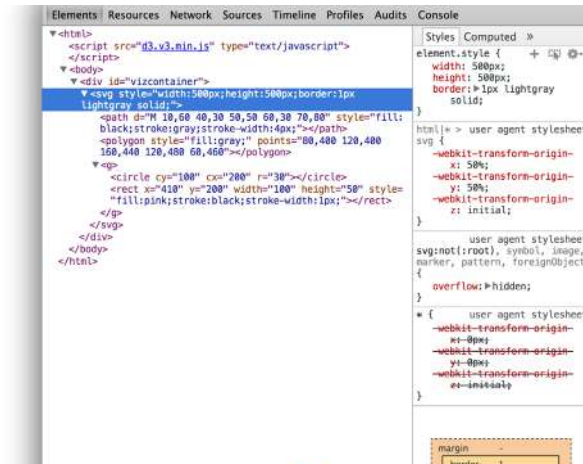 Elements Resources Network Sources Timeline Profiles Audits Console
▼<html>
<script src="d3.v3.min.js" type="text/javascript">
</script>
▼<body>
▼<div id="vizcontainer">
▼<svg style="width:500px;height:500px;border:1px
lightgray solid;">
<path d="M 10,60 40,30 50,50 60,30 70,80" style="fill:
black;stroke:gray;stroke-width:4px;"></path>
<polygon style="fill:gray;" points="80,400 120,400
160,440 120,480 60,460"></polygon>
▼<g>
<circle cy="100" cx="200" r="30"></circle>
<rect x="410" y="200" width="100" height="50" style=
"fill:pink;stroke:black;stroke-width:1px;"></rect>
</g>
</svg>
</div>
</body>
</html>
Styles Computed »
element.style {
width: 500px;
height: 500px;
border:▶1px lightgray
solid;
}
html|* > user agent stylesheet
svg {
-webkit-transform-origin-
x: 50%;
-webkit-transform-origin-
y: 50%;
-webkit-transform-origin-
z: initial;
}
user agent stylesheet
svg:not(:root), symbol, image,
marker, pattern, foreignObject
{
overflow:▶hidden;
}
* { user agent stylesheet
-webkit-transform-origin-
x: 0px;
-webkit-transform-origin-
y: 0px;
-webkit-transform-origin-
z: initial;
}
margin -
border 1